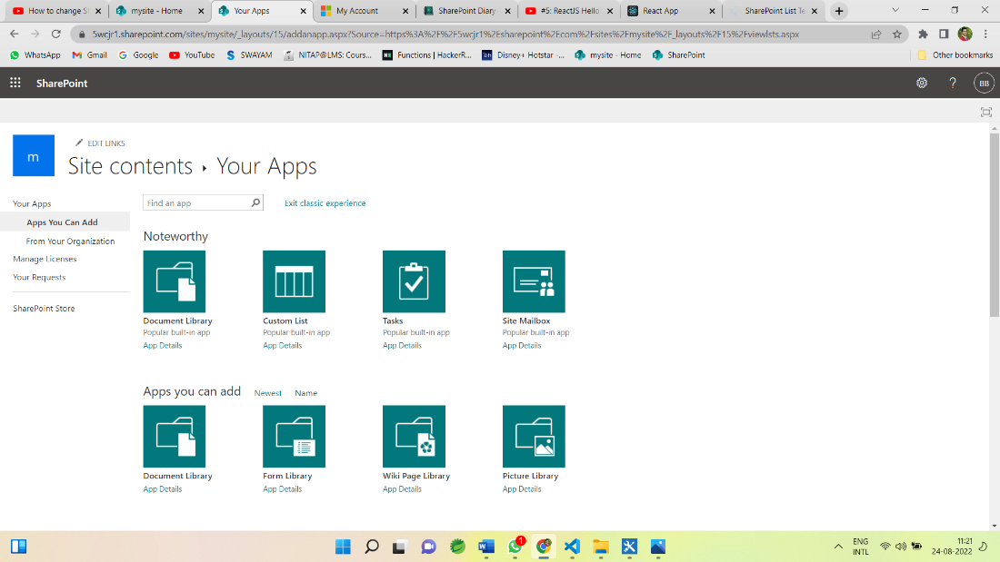 How to change S
mysite - Home
Your Apps
My Account
SharePoint Diary
#5: ReactJS Hello
React App
SharePoint List Te
5wcjr1.sharepoint.com/sites/mysite/_layouts/15/addanapp.aspx?Source=https%3A%2F%2F5wcjr1%2Esharepoint%2Ecom%2Fsites%2Fmysite%2F_layouts%2F15%2Fviewlsts.aspx
WhatsApp
Gmail
Google
YouTube
SWAYAM
NITAP@LMS: Cours...
Functions | HackerR...
Disney+ Hotstar -...
mysite - Home
SharePoint
Other bookmarks
SharePoint
?
BB
m
EDIT LINKS
Site contents ▸ Your Apps
Your Apps
Apps You Can Add
From Your Organization
Manage Licenses
Your Requests
SharePoint Store
Find an app
Exit classic experience
Noteworthy
Document Library
Popular built-in app
App Details
Custom List
Popular built-in app
App Details
Tasks
Popular built-in app
App Details
Site Mailbox
Popular built-in app
App Details
Apps you can add
Newest
Name
Document Library
App Details
Form Library
App Details
Wiki Page Library
App Details
Picture Library
App Details
1
ENG
INTL
11:21
24-08-2022